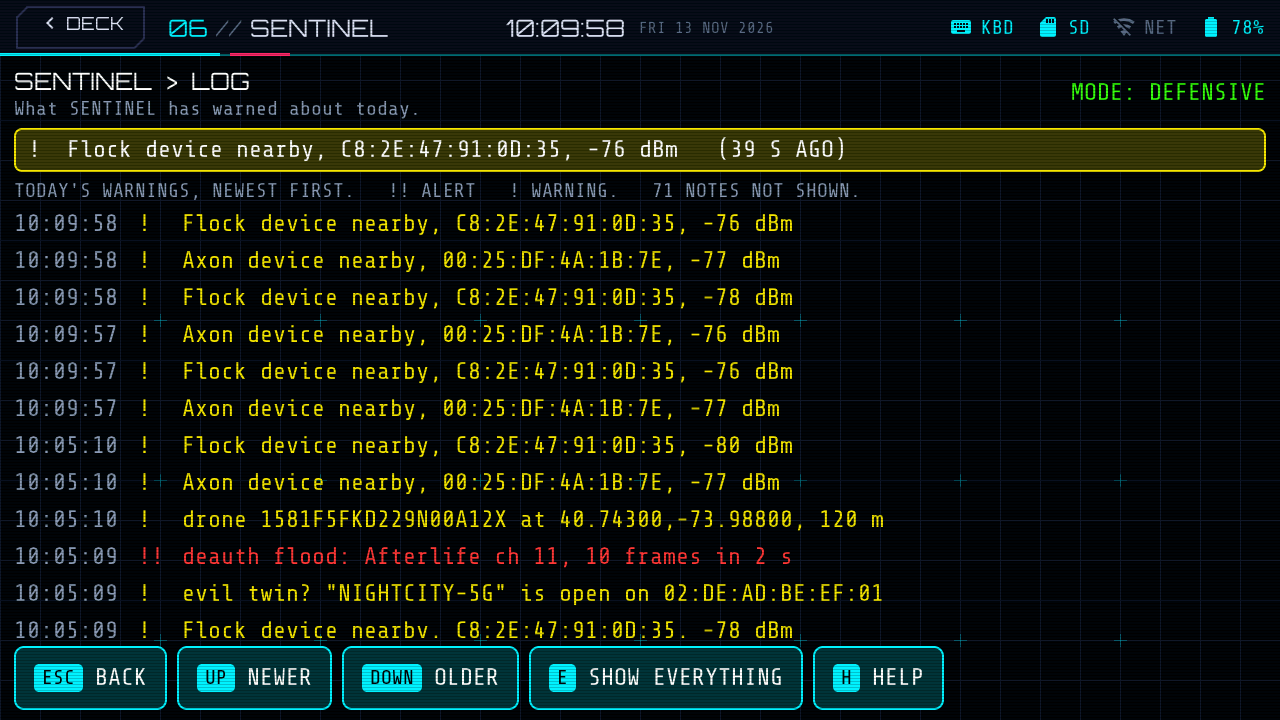 < DECK
06 // SENTINEL
10:09:58 FRI 13 NOV 2026
KBD SD NET 78%
SENTINEL > LOG
What SENTINEL has warned about today.
MODE: DEFENSIVE
! Flock device nearby, C8:2E:47:91:0D:35, -76 dBm (39 S AGO)
TODAY'S WARNINGS, NEWEST FIRST. !! ALERT ! WARNING. 71 NOTES NOT SHOWN.
10:09:58 ! Flock device nearby, C8:2E:47:91:0D:35, -76 dBm
10:09:58 ! Axon device nearby, 00:25:DF:4A:1B:7E, -77 dBm
10:09:58 ! Flock device nearby, C8:2E:47:91:0D:35, -78 dBm
10:09:57 ! Axon device nearby, 00:25:DF:4A:1B:7E, -76 dBm
10:09:57 ! Flock device nearby, C8:2E:47:91:0D:35, -76 dBm
10:09:57 ! Axon device nearby, 00:25:DF:4A:1B:7E, -77 dBm
10:05:10 ! Flock device nearby, C8:2E:47:91:0D:35, -80 dBm
10:05:10 ! Axon device nearby, 00:25:DF:4A:1B:7E, -77 dBm
10:05:10 ! drone 1581F5FKD229N00A12X at 40.74300,-73.98800, 120 m
10:05:09 !! deauth flood: Afterlife ch 11, 10 frames in 2 s
10:05:09 ! evil twin? "NIGHTCITY-5G" is open on 02:DE:AD:BE:EF:01
10:05:09 ! Flock device nearby, C8:2E:47:91:0D:35, -78 dBm
ESC BACK UP NEWER DOWN OLDER E SHOW EVERYTHING H HELP